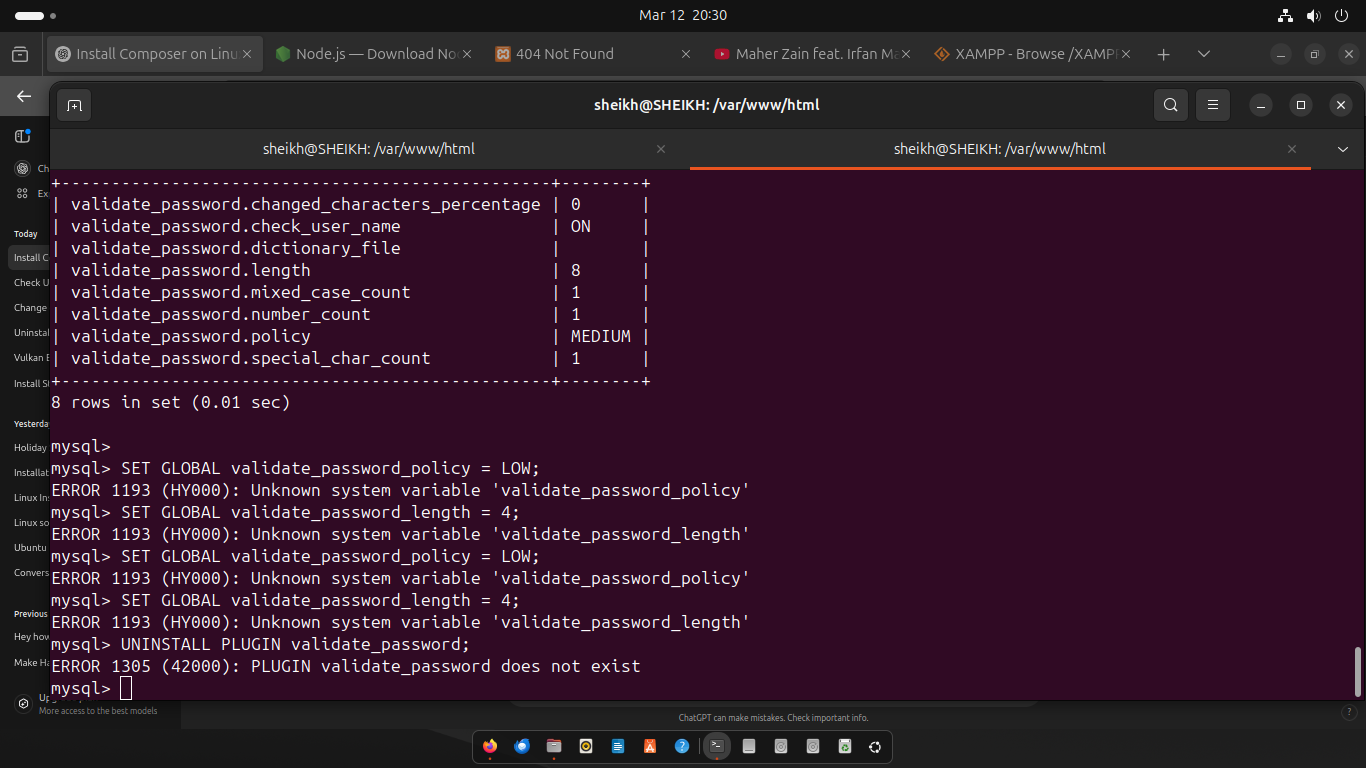 Mar 12 20:30
Install Composer on Linu
Node.js — Download No
404 Not Found
Maher Zain feat. Irfan Ma
XAMPP - Browse /XAMP
sheikh@SHEIKH: /var/www/html
sheikh@SHEIKH: /var/www/html
sheikh@SHEIKH: /var/www/html
Ch
Ex
Today
Install C
Check U
Change
Uninstal
Vulkan E
Install St
Yesterda
Holiday
Installat
Linux Ins
Linux so
Ubuntu
Convers
Previous
Hey how
Make Ha
Upg
More access to the best models
+-------------------------------------------------+--------+
| validate_password.changed_characters_percentage | 0      |
| validate_password.check_user_name               | ON     |
| validate_password.dictionary_file               |        |
| validate_password.length                        | 8      |
| validate_password.mixed_case_count              | 1      |
| validate_password.number_count                  | 1      |
| validate_password.policy                        | MEDIUM |
| validate_password.special_char_count            | 1      |
+-------------------------------------------------+--------+
8 rows in set (0.01 sec)
mysql>
mysql> SET GLOBAL validate_password_policy = LOW;
ERROR 1193 (HY000): Unknown system variable 'validate_password_policy'
mysql> SET GLOBAL validate_password_length = 4;
ERROR 1193 (HY000): Unknown system variable 'validate_password_length'
mysql> SET GLOBAL validate_password_policy = LOW;
ERROR 1193 (HY000): Unknown system variable 'validate_password_policy'
mysql> SET GLOBAL validate_password_length = 4;
ERROR 1193 (HY000): Unknown system variable 'validate_password_length'
mysql> UNINSTALL PLUGIN validate_password;
ERROR 1305 (42000): PLUGIN validate_password does not exist
mysql>
ChatGPT can make mistakes. Check important info.
?